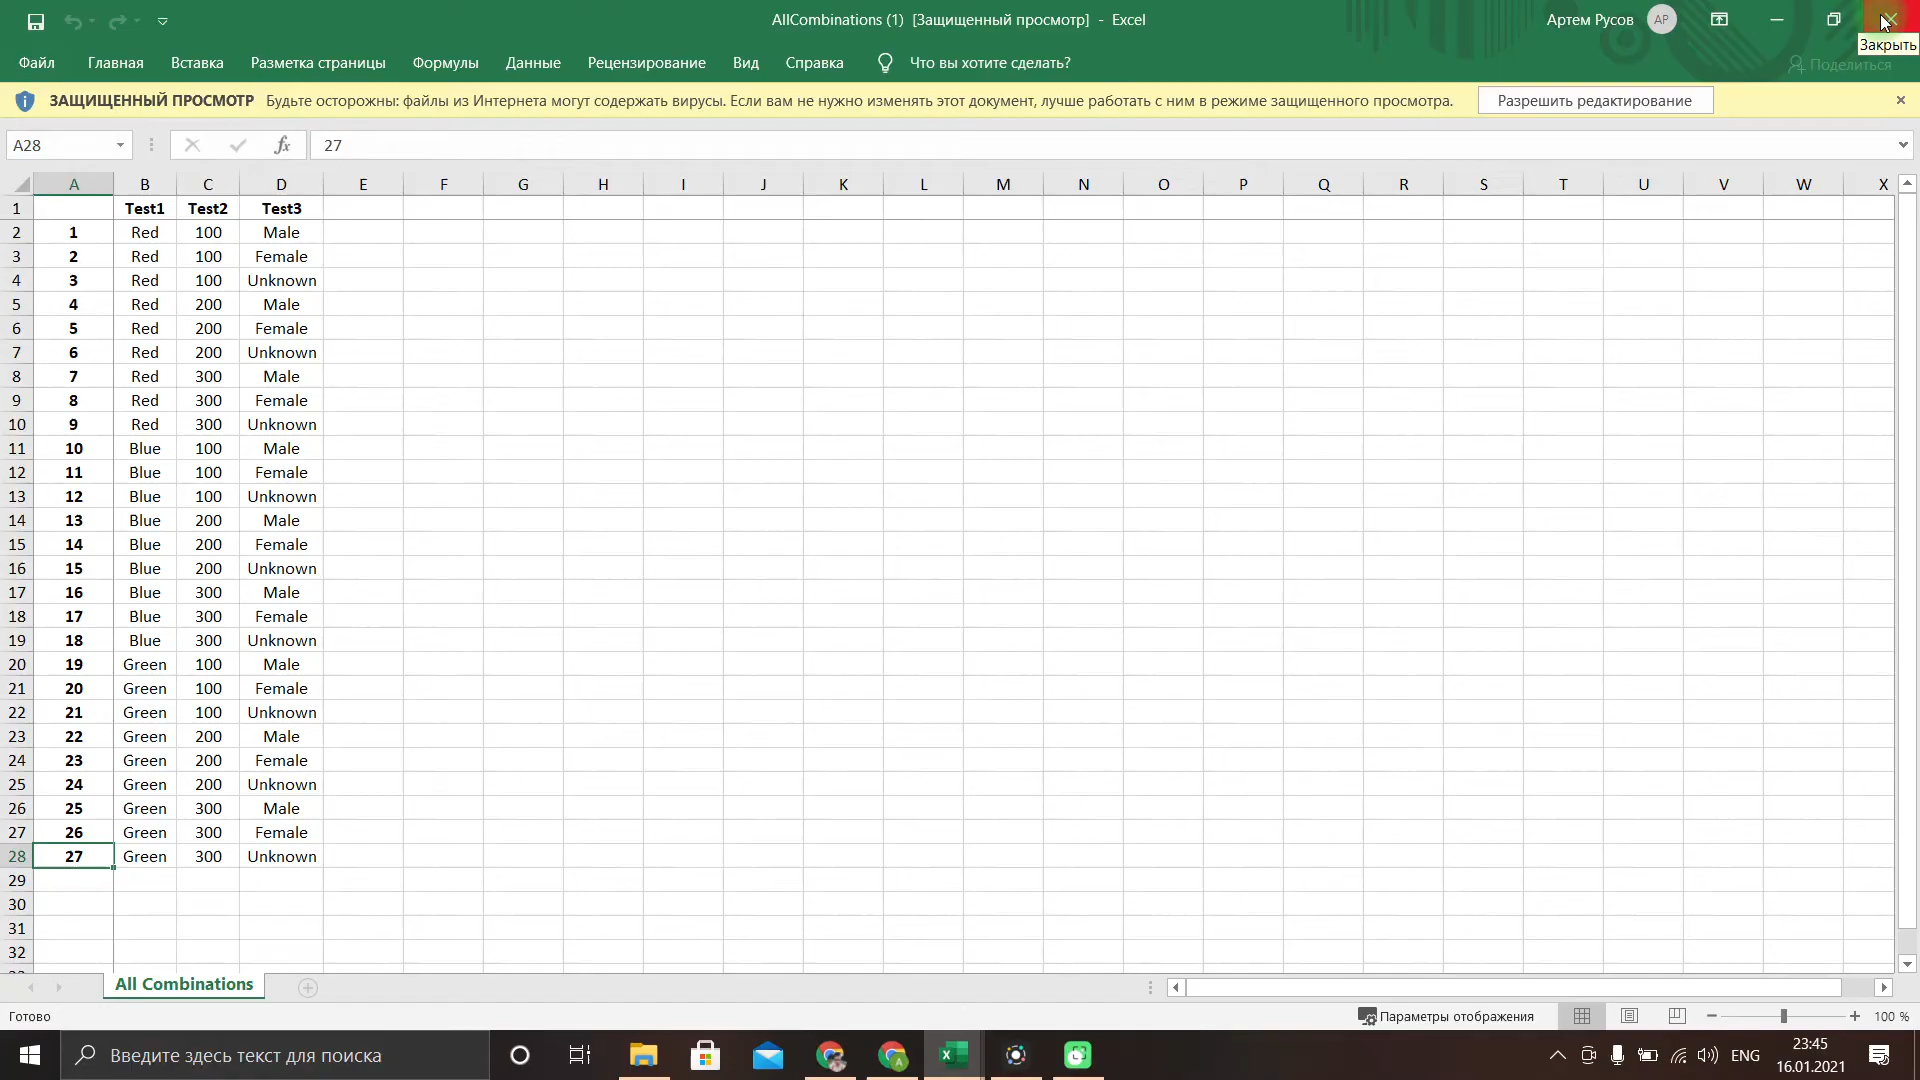 AllCombinations (1) [Защищенный просмотр] - Excel
Артем Русов
АР
Закрыть
Файл Главная Вставка Разметка страницы Формулы Данные Рецензирование Вид Справка Что вы хотите сделать? Поделиться
ЗАЩИЩЕННЫЙ ПРОСМОТР Будьте осторожны: файлы из Интернета могут содержать вирусы. Если вам не нужно изменять этот документ, лучше работать с ним в режиме защищенного просмотра. Разрешить редактирование
A28 fx 27
A B C D E F G H I J K L M N O P Q R S T U V W X
1 Test1 Test2 Test3
2 1 Red 100 Male
3 2 Red 100 Female
4 3 Red 100 Unknown
5 4 Red 200 Male
6 5 Red 200 Female
7 6 Red 200 Unknown
8 7 Red 300 Male
9 8 Red 300 Female
10 9 Red 300 Unknown
11 10 Blue 100 Male
12 11 Blue 100 Female
13 12 Blue 100 Unknown
14 13 Blue 200 Male
15 14 Blue 200 Female
16 15 Blue 200 Unknown
17 16 Blue 300 Male
18 17 Blue 300 Female
19 18 Blue 300 Unknown
20 19 Green 100 Male
21 20 Green 100 Female
22 21 Green 100 Unknown
23 22 Green 200 Male
24 23 Green 200 Female
25 24 Green 200 Unknown
26 25 Green 300 Male
27 26 Green 300 Female
28 27 Green 300 Unknown
29
30
31
32
All Combinations
Готово Параметры отображения 100 %
Введите здесь текст для поиска
ENG
23:45
16.01.2021